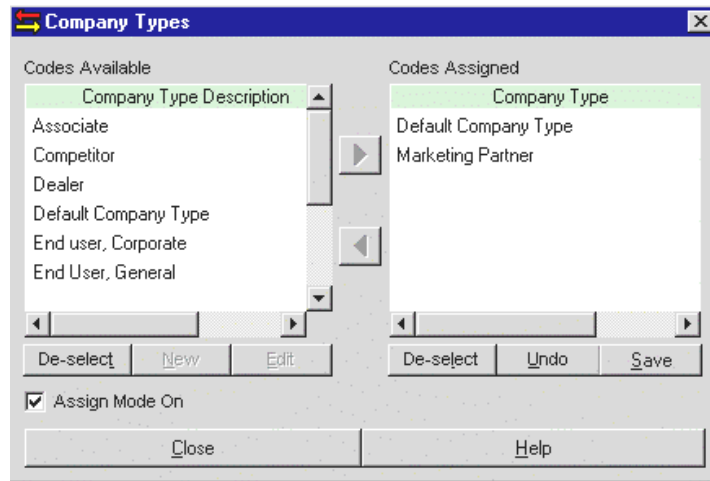 Company Types
Codes Available
Company Type Description
Associate
Competitor
Dealer
Default Company Type
End user, Corporate
End User, General
De-select
New
Edit
Codes Assigned
Company Type
Default Company Type
Marketing Partner
De-select
Undo
Save
Assign Mode On
Close
Help